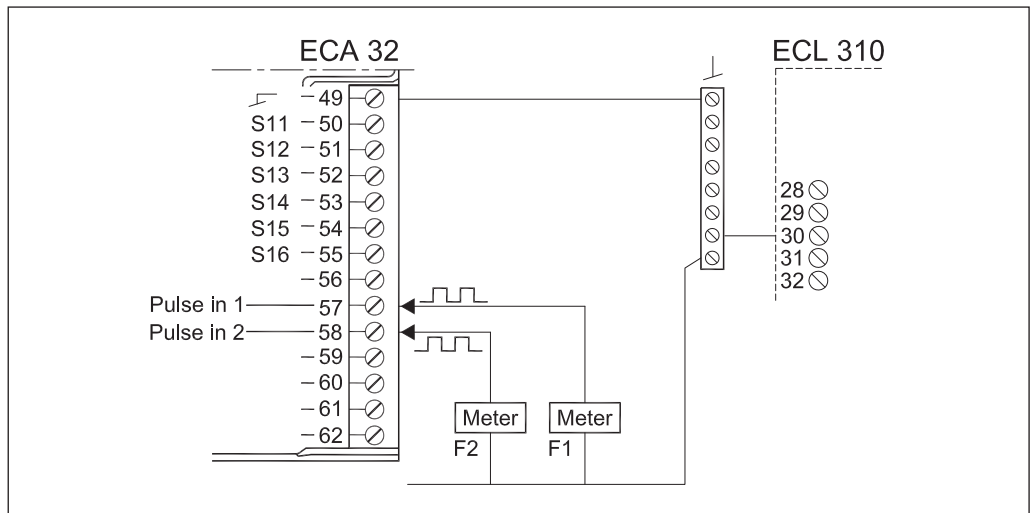 ECA 32
ECL 310
49
S11 50
S12 51
S13 52
S14 53
S15 54
S16 55
56
Pulse in 1 57
Pulse in 2 58
59
60
61
62
28
29
30
31
32
Meter Meter
F2 F1